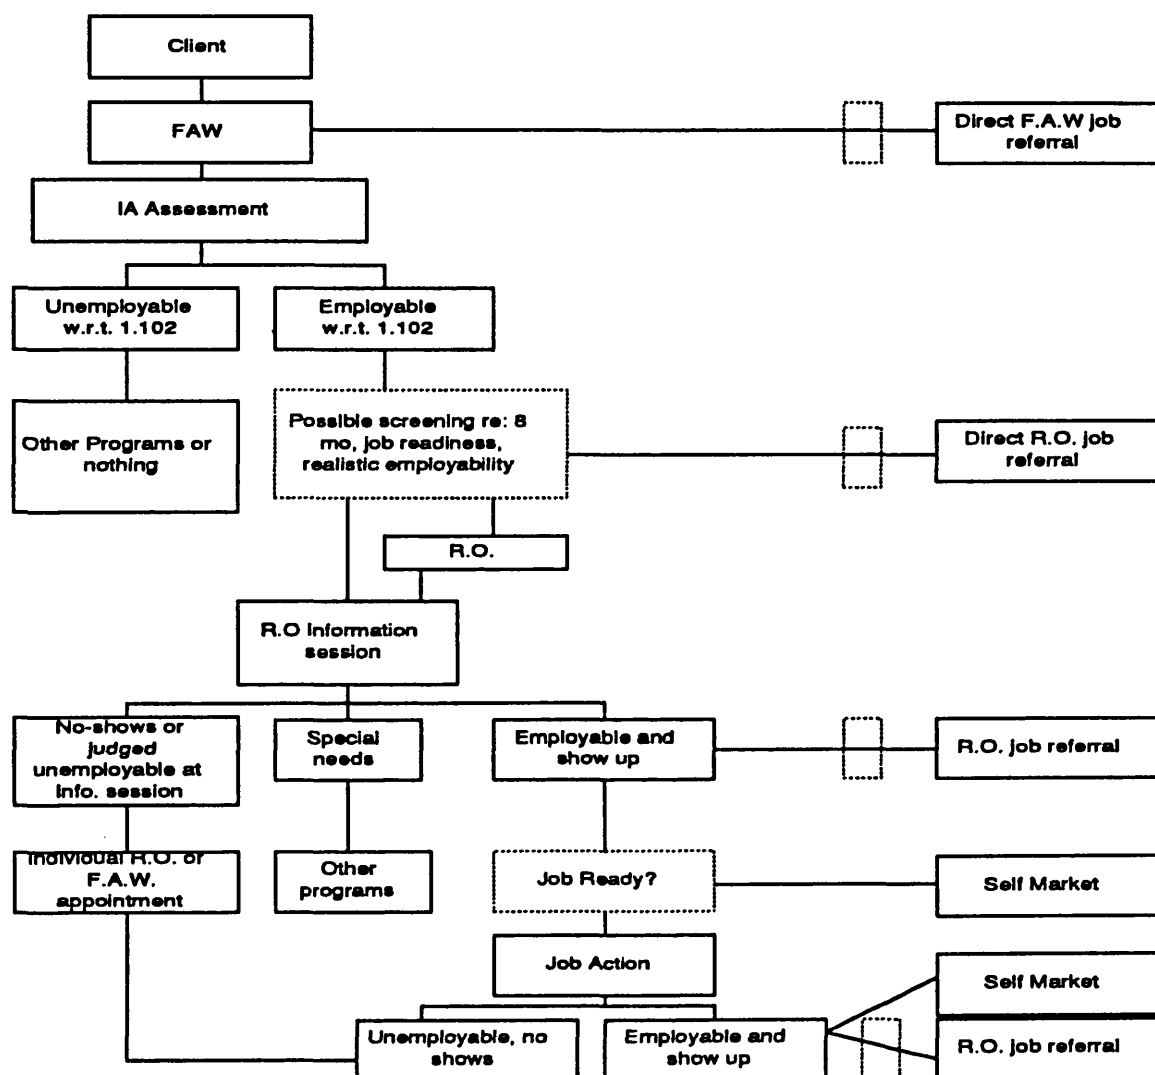 Client
FAW
Direct F.A.W job
referral
IA Assessment
Unemployable
w.r.t. 1.102
Employable
w.r.t. 1.102
Other Programs or
nothing
Possible screening re: 8
mo, job readiness,
realistic employability
Direct R.O. job
referral
R.O.
R.O Information
session
No-shows or
judged
unemployable at
Info. session
Special
needs
Employable and
show up
R.O. job referral
Individual R.O. or
F.A.W.
appointment
Other
programs
Job Ready?
Self Market
Job Action
Self Market
Unemployable, no
shows
Employable and
show up
R.O. job referral